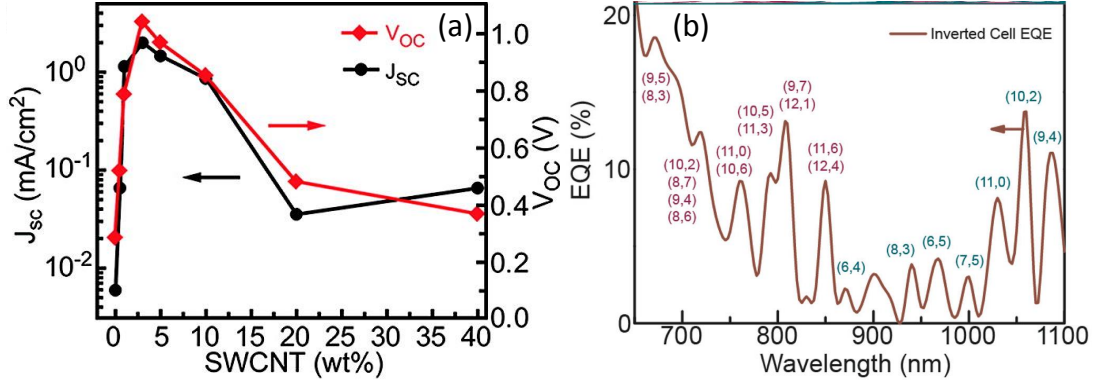 (a)
V_OC
J_SC
10^0
10^-1
10^-2
J_SC (mA/cm²)
1.0
0.8
0.6
0.4
0.2
0.0
V_OC (V)
0 5 10 15 20 25 30 35 40
SWCNT (wt%)
(b)
Inverted Cell EQE
20
10
0
EQE (%)
(9,5)
(8,3)
(10,2)
(8,7)
(9,4)
(8,6)
(11,0)
(10,6)
(10,5)
(11,3)
(9,7)
(12,1)
(11,6)
(12,4)
(6,4)
(8,3)
(6,5)
(7,5)
(11,0)
(10,2)
(9,4)
700 800 900 1000 1100
Wavelength (nm)